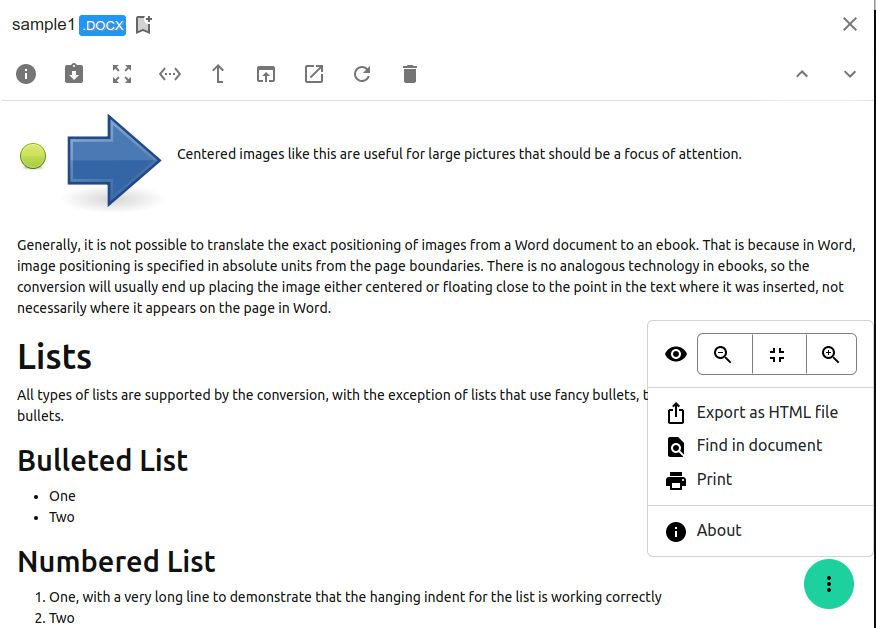 sample1 .DOCX
Centered images like this are useful for large pictures that should be a focus of attention.
Generally, it is not possible to translate the exact positioning of images from a Word document to an ebook. That is because in Word,
image positioning is specified in absolute units from the page boundaries. There is no analogous technology in ebooks, so the
conversion will usually end up placing the image either centered or floating close to the point in the text where it was inserted, not
necessarily where it appears on the page in Word.
Lists
All types of lists are supported by the conversion, with the exception of lists that use fancy bullets,
bullets.
Bulleted List
• One
• Two
Numbered List
1. One, with a very long line to demonstrate that the hanging indent for the list is working correctly
2. Two
Export as HTML file
Find in document
Print
About